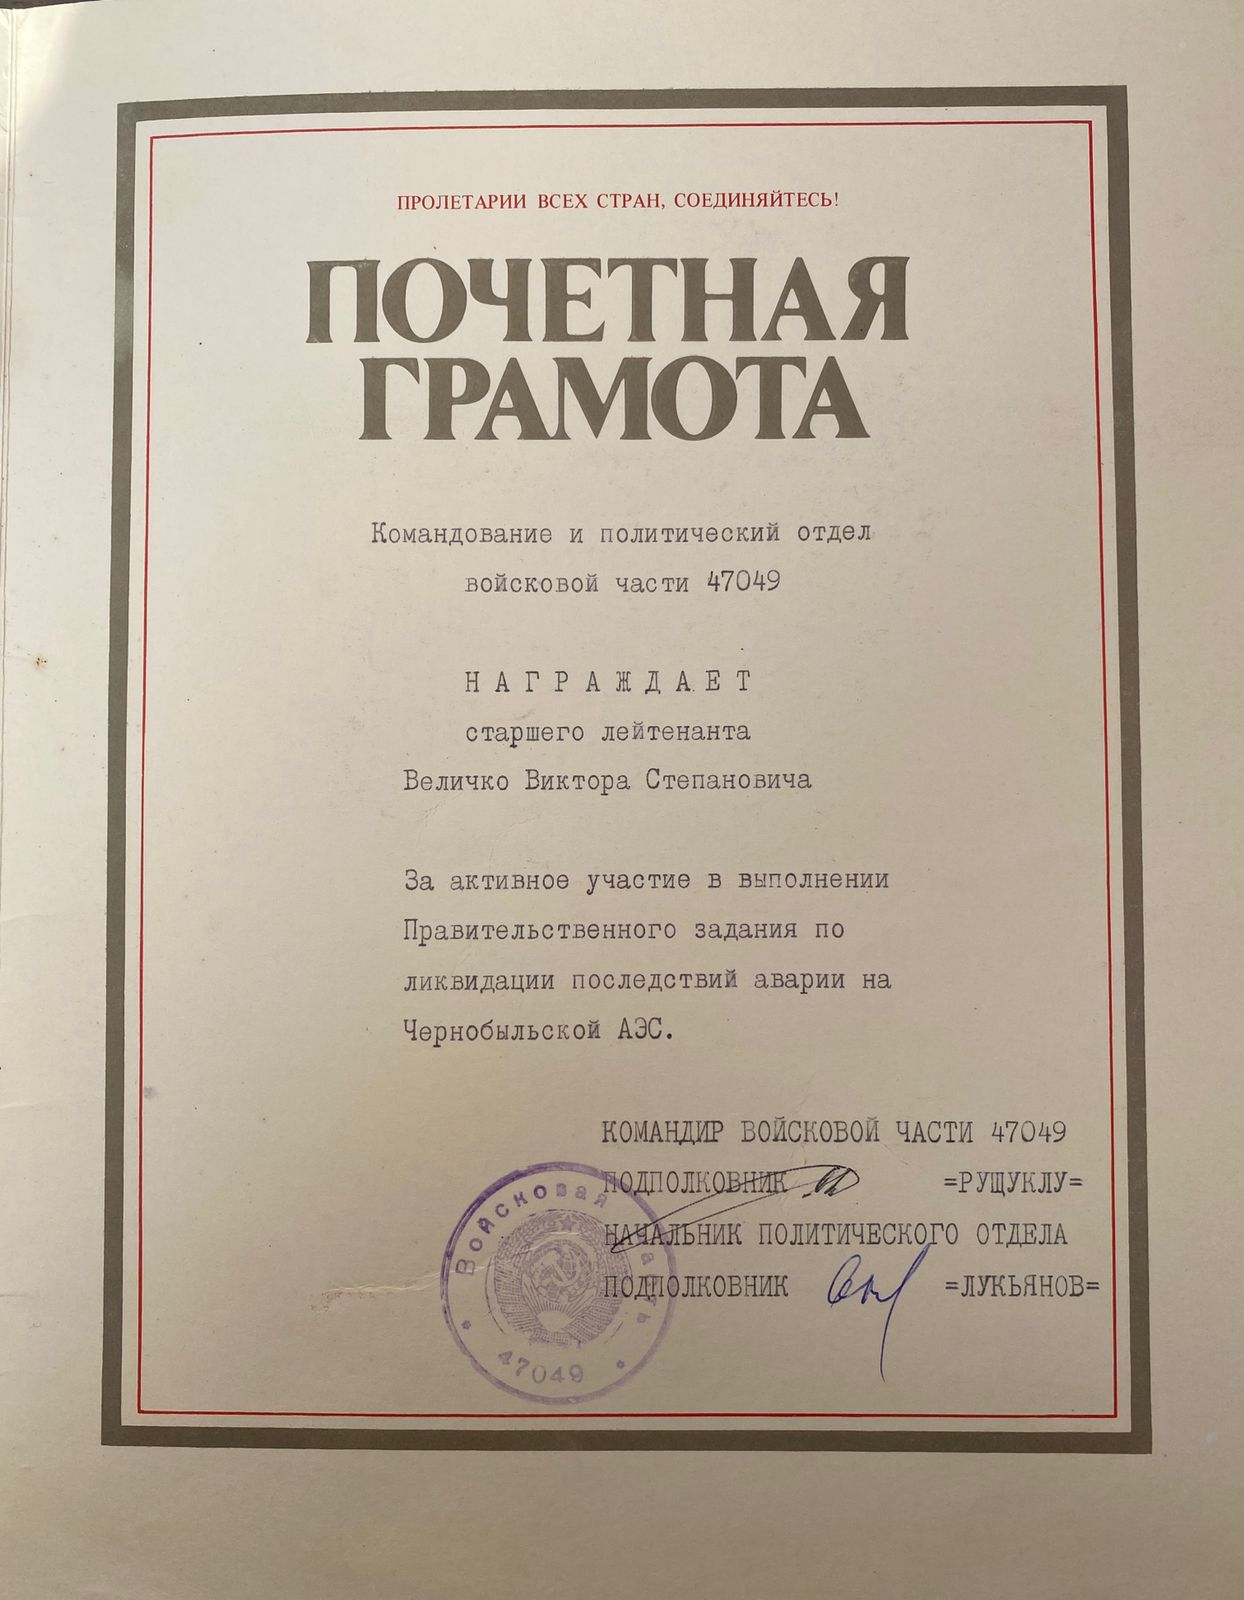 ПРОЛЕТАРИИ ВСЕХ СТРАН, СОЕДИНЯЙТЕСЬ!
ПОЧЕТНАЯ
ГРАМОТА
Командование и политический отдел
войсковой части 47049
НАГРАЖДАЕТ
старшего лейтенанта
Величко Виктора Степановича
За активное участие в выполнении
Правительственного задания по
ликвидации последствий аварии на
Чернобыльской АЭС.
КОМАНДИР ВОЙСКОВОЙ ЧАСТИ 47049
ПОДПОЛКОВНИК =РУЩУКЛУ=
НАЧАЛЬНИК ПОЛИТИЧЕСКОГО ОТДЕЛА
ПОДПОЛКОВНИК =ЛУКЬЯНОВ=
Войсковая часть
47049